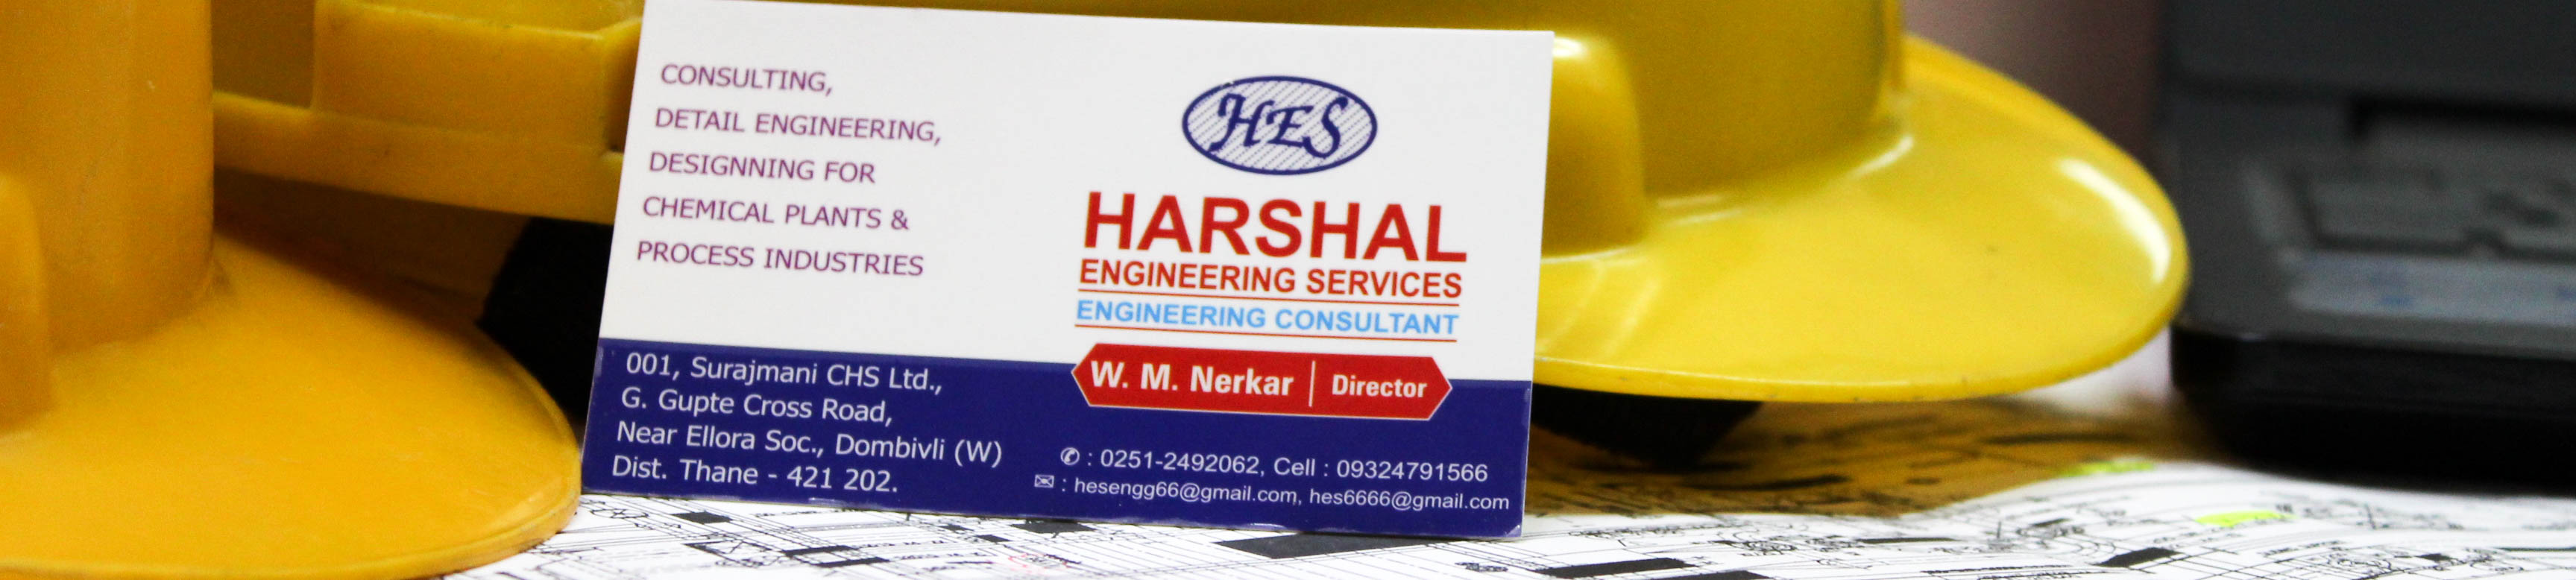 CONSULTING,
DETAIL ENGINEERING,
DESIGNNING FOR
CHEMICAL PLANTS &
PROCESS INDUSTRIES
HES
HARSHAL
ENGINEERING SERVICES
ENGINEERING CONSULTANT
W. M. Nerkar | Director
001, Surajmani CHS Ltd.,
G. Gupte Cross Road,
Near Ellora Soc., Dombivli (W)
Dist. Thane - 421 202.
✆ : 0251-2492062, Cell : 09324791566
✉ : hesengg66@gmail.com, hes6666@gmail.com